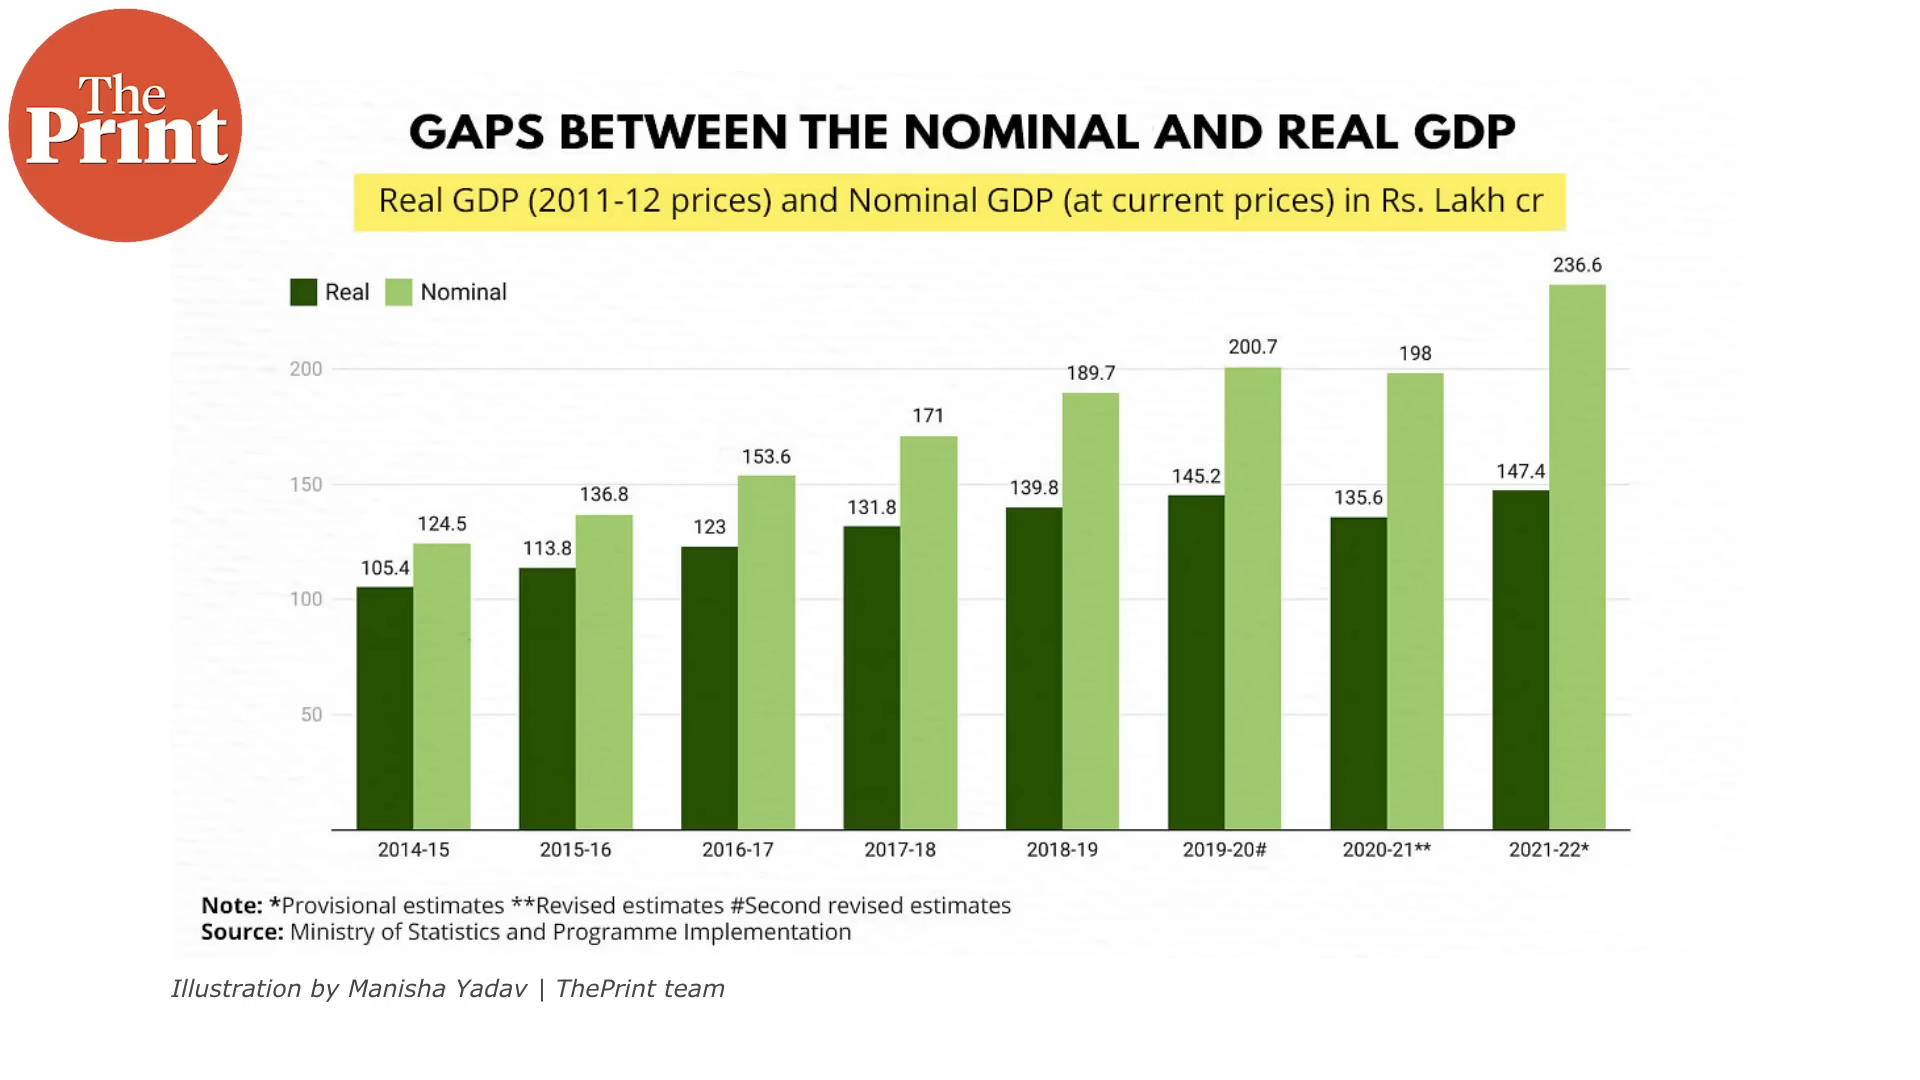 The
Print
GAPS BETWEEN THE NOMINAL AND REAL GDP
Real GDP (2011-12 prices) and Nominal GDP (at current prices) in Rs. Lakh cr
Real Nominal
200
150
100
50
105.4 124.5
113.8 136.8
123 153.6
131.8 171
139.8 189.7
145.2 200.7
135.6 198
147.4 236.6
2014-15 2015-16 2016-17 2017-18 2018-19 2019-20# 2020-21** 2021-22*
Note: *Provisional estimates **Revised estimates #Second revised estimates
Source: Ministry of Statistics and Programme Implementation
Illustration by Manisha Yadav | ThePrint team